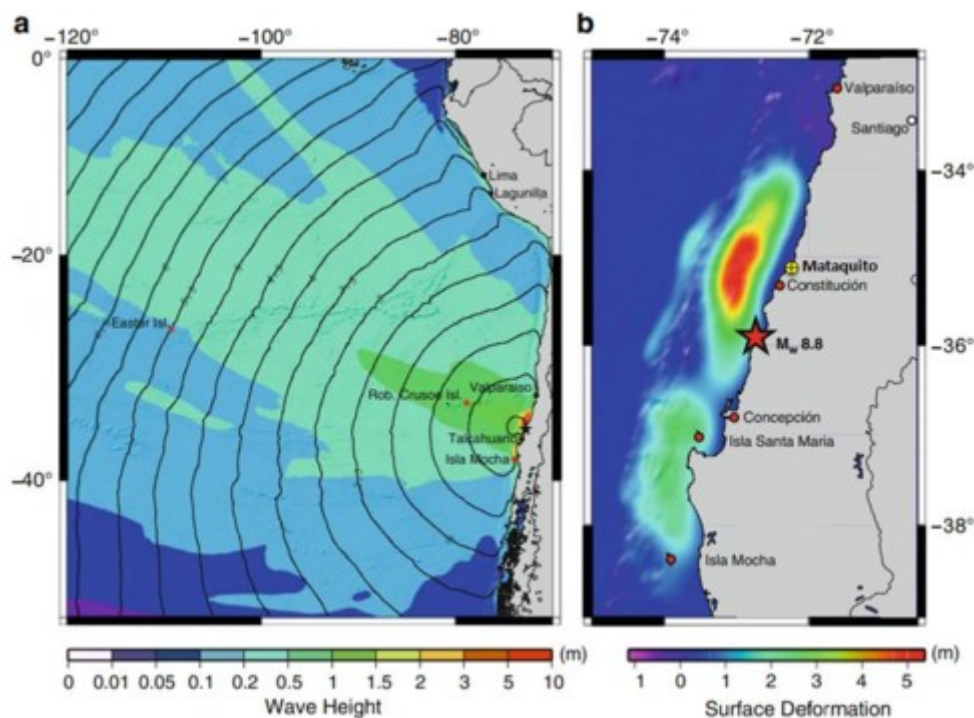 a
b
−120°
−100°
−80°
−74°
−72°
0°
−20°
−40°
Lima
Lagunilla
Easter Isl.
Rob. Crusoe Isl.
Valparaiso
Talcahuano
Isla Mocha
Valparaíso
Santiago
−34°
Mataquito
Constitución
Mw 8.8
−36°
Concepción
Isla Santa Maria
−38°
Isla Mocha
(m)
0 0.01 0.05 0.1 0.2 0.5 1 1.5 2 3 5 10
Wave Height
(m)
1 0 1 2 3 4 5
Surface Deformation